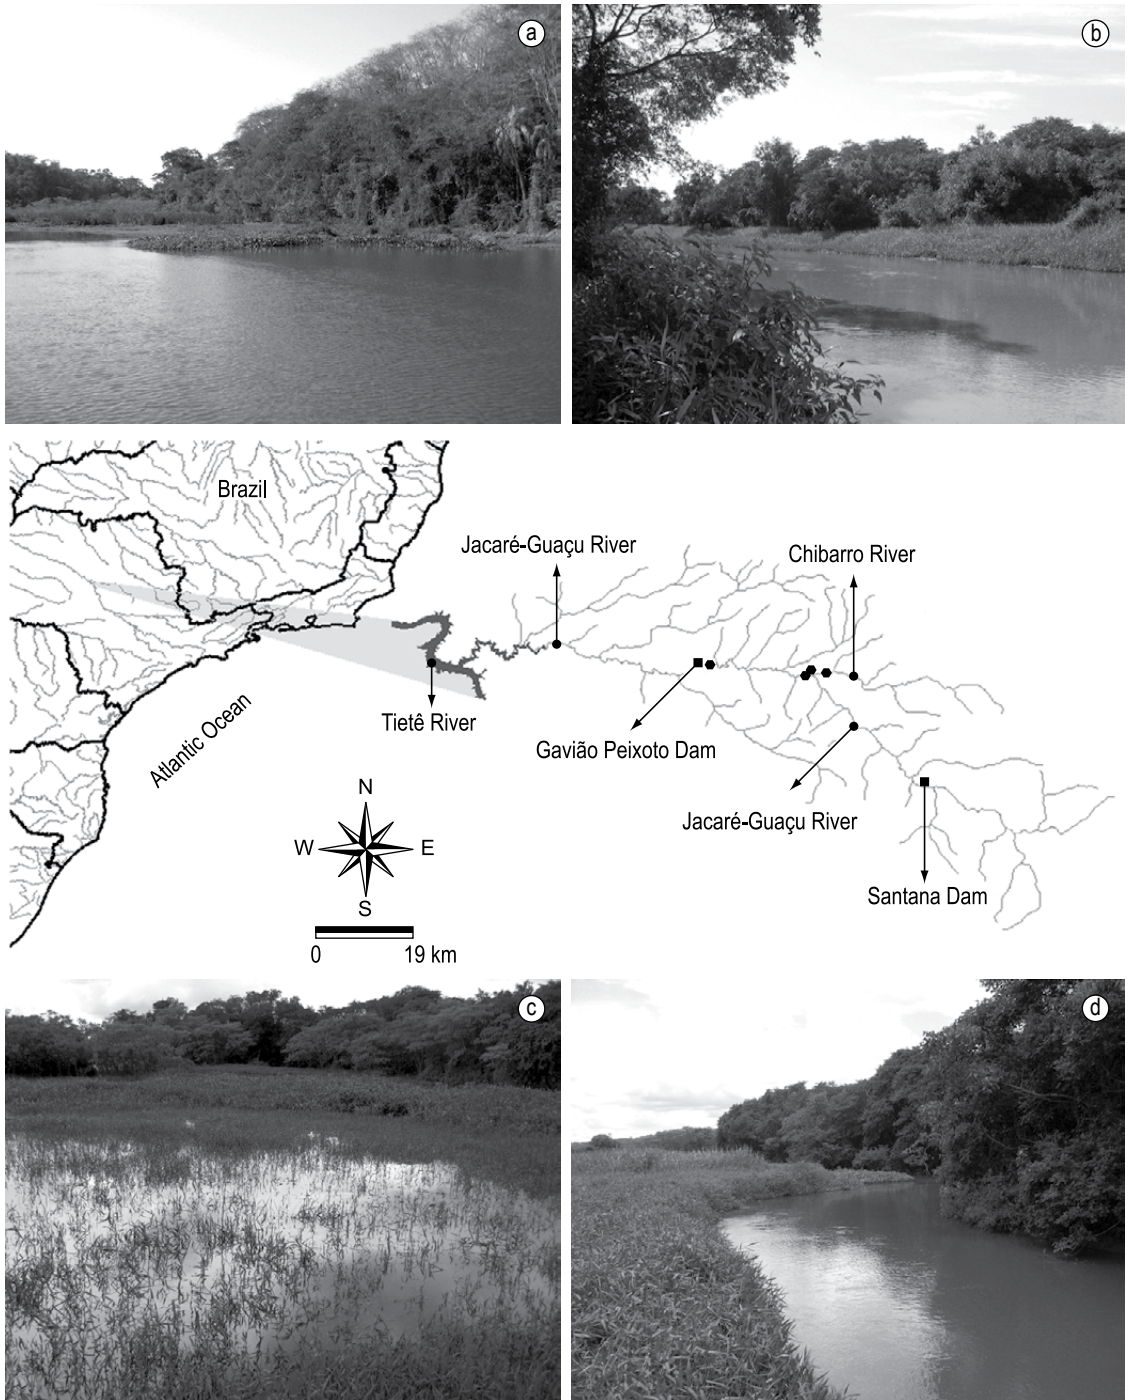 a
b
Brazil
Jacaré-Guaçu River
Chibarro River
Tietê River
Gavião Peixoto Dam
Atlantic Ocean
Jacaré-Guaçu River
N
W
E
S
Santana Dam
0
19 km
c
d